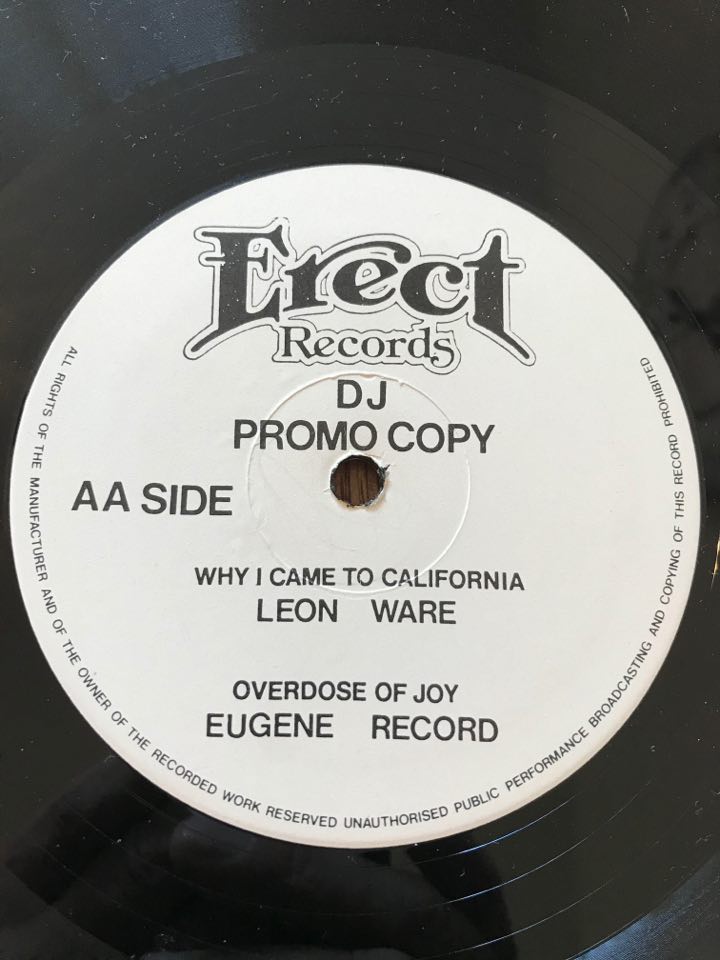 Erect
Records
DJ
PROMO COPY
AA SIDE
WHY I CAME TO CALIFORNIA
LEON WARE
OVERDOSE OF JOY
EUGENE RECORD
ALL RIGHTS OF THE MANUFACTURER AND OF THE OWNER OF THE RECORDED WORK RESERVED UNAUTHORISED PUBLIC PERFORMANCE BROADCASTING AND COPYING OF THIS RECORD PROHIBITED